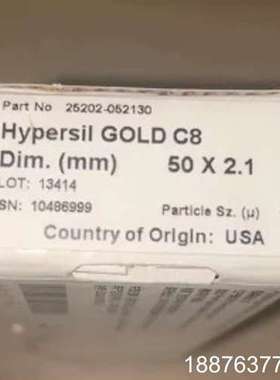 Part No 25202-052130
Hypersil GOLD C8
Dim. (mm) 50 X 2.1
LOT: 13414
SN: 10486999 Particle Sz. (µ)
Country of Origin: USA
18876377